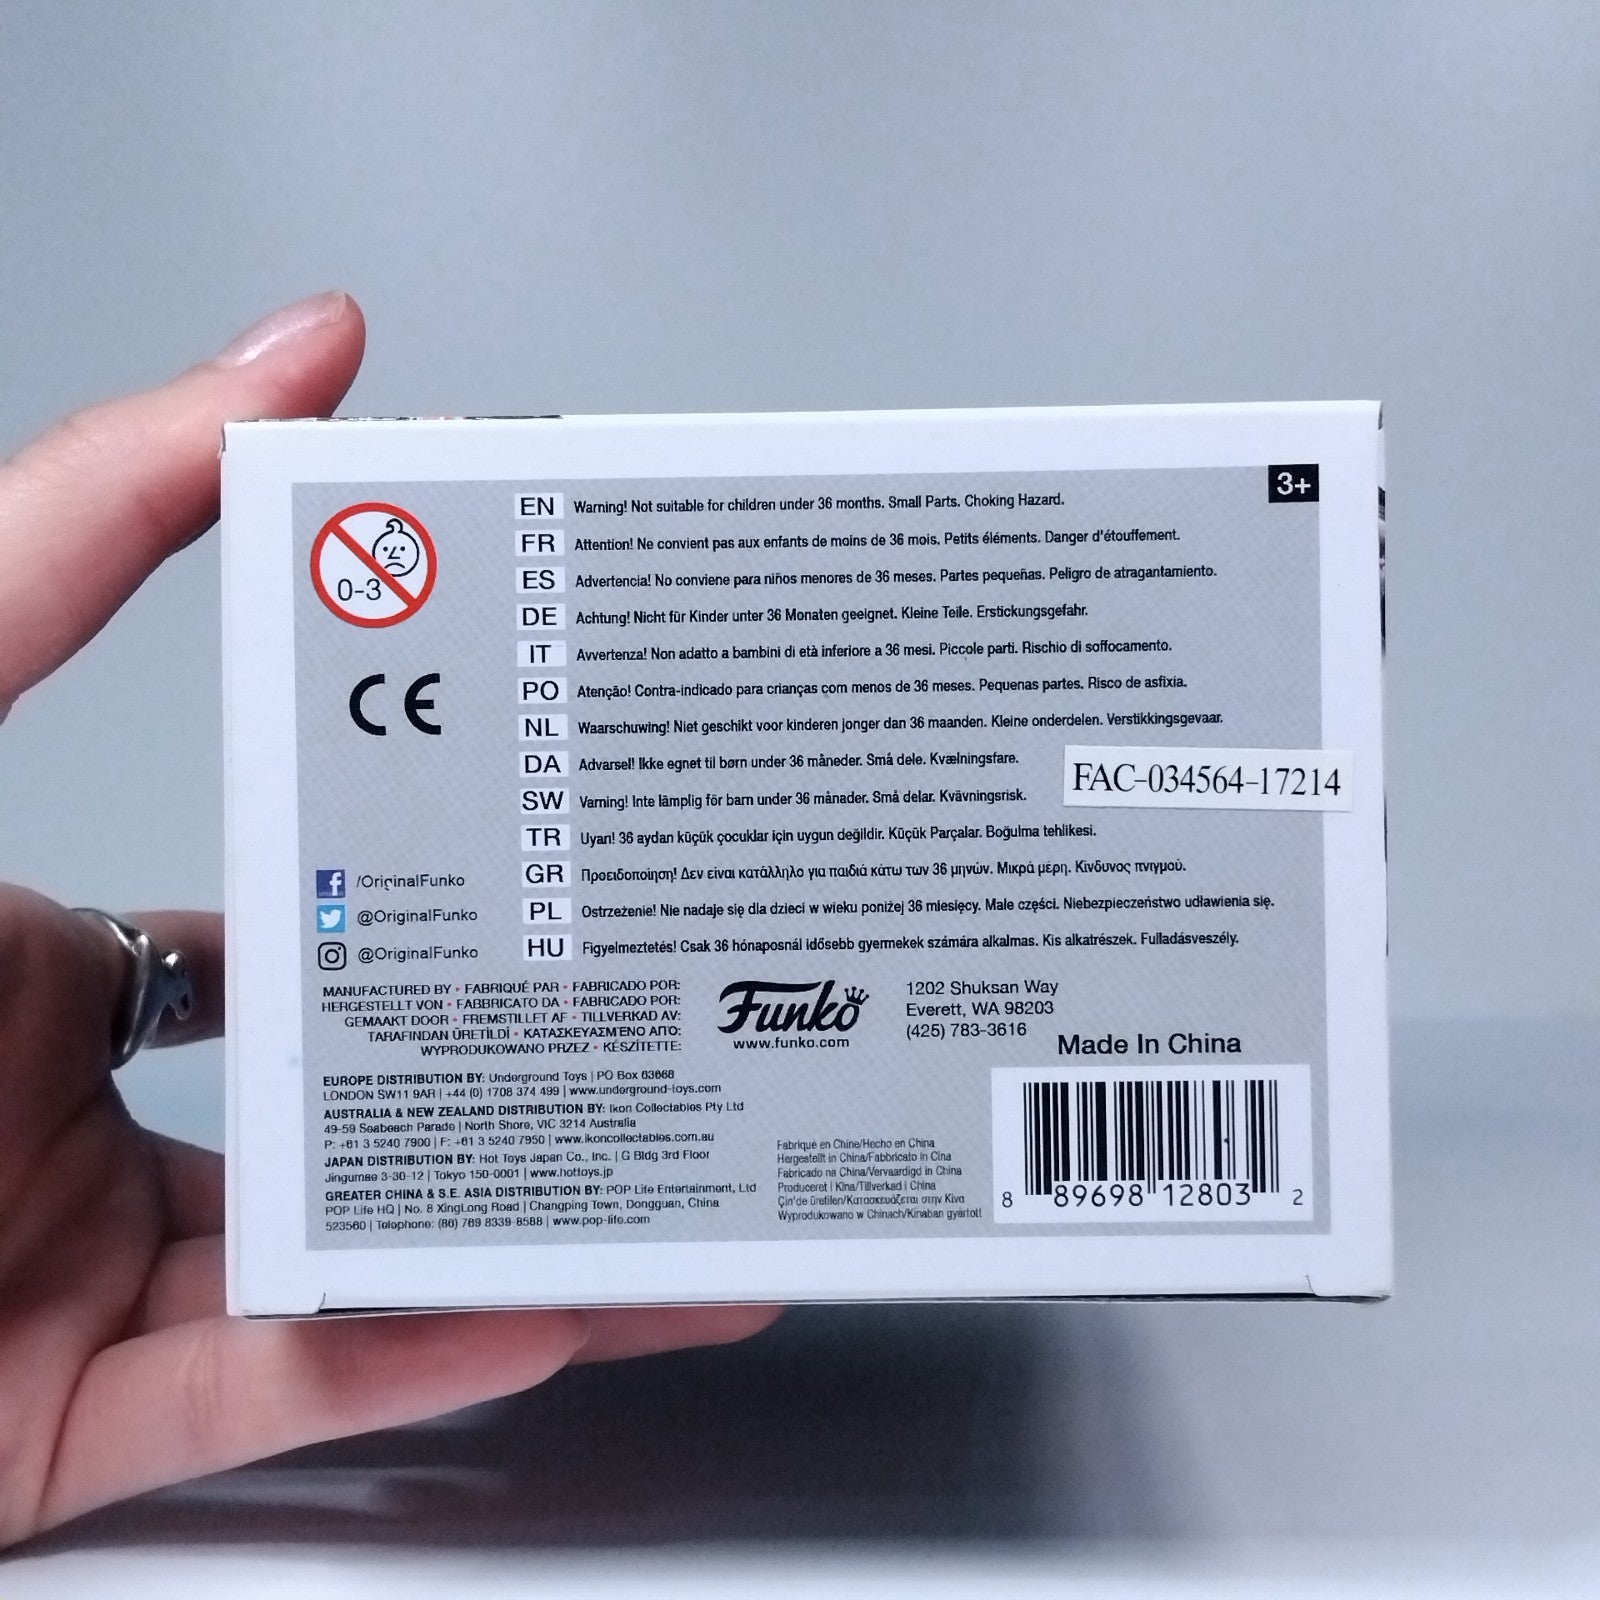 3+
0-3
EN Warning! Not suitable for children under 36 months. Small Parts. Choking Hazard.
FR Attention! Ne convient pas aux enfants de moins de 36 mois. Petits éléments. Danger d'étouffement.
ES Advertencia! No conviene para niños menores de 36 meses. Partes pequeñas. Peligro de atragantamiento.
DE Achtung! Nicht für Kinder unter 36 Monaten geeignet. Kleine Teile. Erstickungsgefahr.
IT Avvertenza! Non adatto a bambini di età inferiore a 36 mesi. Piccole parti. Rischio di soffocamento.
PO Atenção! Contra-indicado para crianças com menos de 36 meses. Pequenas partes. Risco de asfixia.
NL Waarschuwing! Niet geschikt voor kinderen jonger dan 36 maanden. Kleine onderdelen. Verstikkingsgevaar.
DA Advarsel! Ikke egnet til børn under 36 måneder. Små dele. Kvælningsfare.
SW Varning! Inte lämplig för barn under 36 månader. Små delar. Kvävningsrisk.
TR Uyarı! 36 aydan küçük çocuklar için uygun değildir. Küçük Parçalar. Boğulma tehlikesi.
GR Προειδοποίηση! Δεν είναι κατάλληλο για παιδιά κάτω των 36 μηνών. Μικρά μέρη. Κίνδυνος πνιγμού.
PL Ostrzeżenie! Nie nadaje się dla dzieci w wieku poniżej 36 miesięcy. Małe części. Niebezpieczeństwo udławienia się.
HU Figyelmeztetés! Csak 36 hónaposnál idősebb gyermekek számára alkalmas. Kis alkatrészek. Fulladásveszély.
CE
FAC-034564-17214
/OriginalFunko
@OriginalFunko
@OriginalFunko
MANUFACTURED BY • FABRIQUÉ PAR • FABRICADO POR:
HERGESTELLT VON • FABBRICATO DA • FABRICADO POR:
GEMAAKT DOOR • FREMSTILLET AF • TILLVERKAD AV:
TARAFINDAN ÜRETİLDİ • ΚΑΤΑΣΚΕΥΑΣΜΈΝΟ ΑΠΌ:
WYPRODUKOWANO PRZEZ • KÉSZÍTETTE:
Funko
www.funko.com
1202 Shuksan Way
Everett, WA 98203
(425) 783-3616
Made In China
EUROPE DISTRIBUTION BY: Underground Toys | PO Box 63668
LONDON SW11 9AR | +44 (0) 1708 374 499 | www.underground-toys.com
AUSTRALIA & NEW ZEALAND DISTRIBUTION BY: Ikon Collectables Pty Ltd
49-59 Seabeach Parade | North Shore, VIC 3214 Australia
P: +61 3 5240 7900 | F: +61 3 5240 7950 | www.ikoncollectables.com.au
JAPAN DISTRIBUTION BY: Hot Toys Japan Co., Inc. | G Bldg 3rd Floor
Jingumae 3-30-12 | Tokyo 150-0001 | www.hottoys.jp
GREATER CHINA & S.E. ASIA DISTRIBUTION BY: POP Life Entertainment, Ltd
POP Life HQ | No. 8 XingLong Road | Changping Town, Dongguan, China
523560 | Telephone: (86) 769 8339 8588 | www.pop-life.com
Fabriqué en Chine/Hecho en China
Hergestellt in China/Fabbricato in Cina
Fabricado na China/Vervaardigd in China
Produceret i Kina/Tillverkad i China
Çin'de üretilen/Κατασκευάζεται στην Κίνα
Wyprodukowano w Chinach/Kínában gyártott
8 89698 12803 2